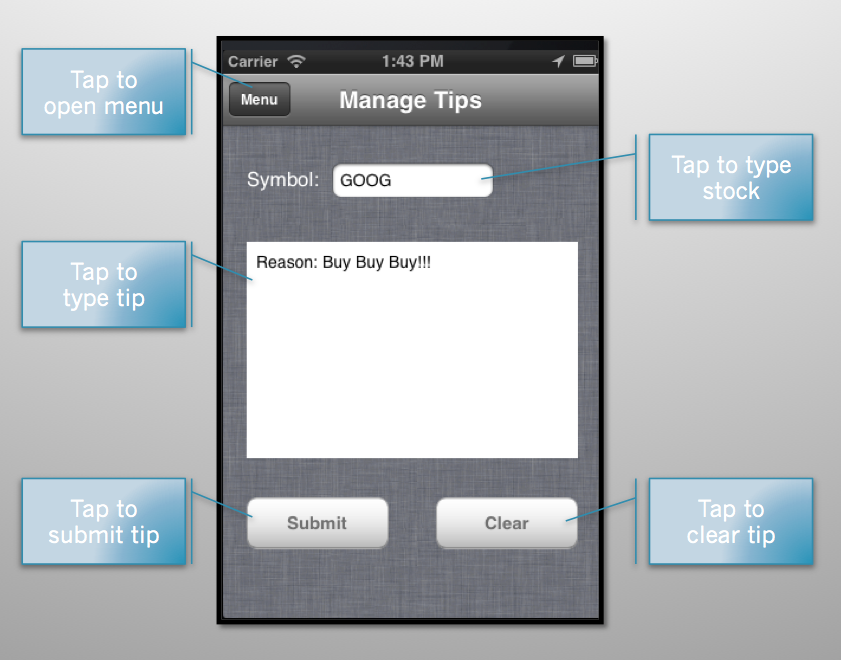 Carrier 1:43 PM
Tap to
open menu
Menu
Manage Tips
Symbol: GOOG
Tap to type
stock
Tap to
type tip
Reason: Buy Buy Buy!!!
Tap to
submit tip
Submit
Clear
Tap to
clear tip